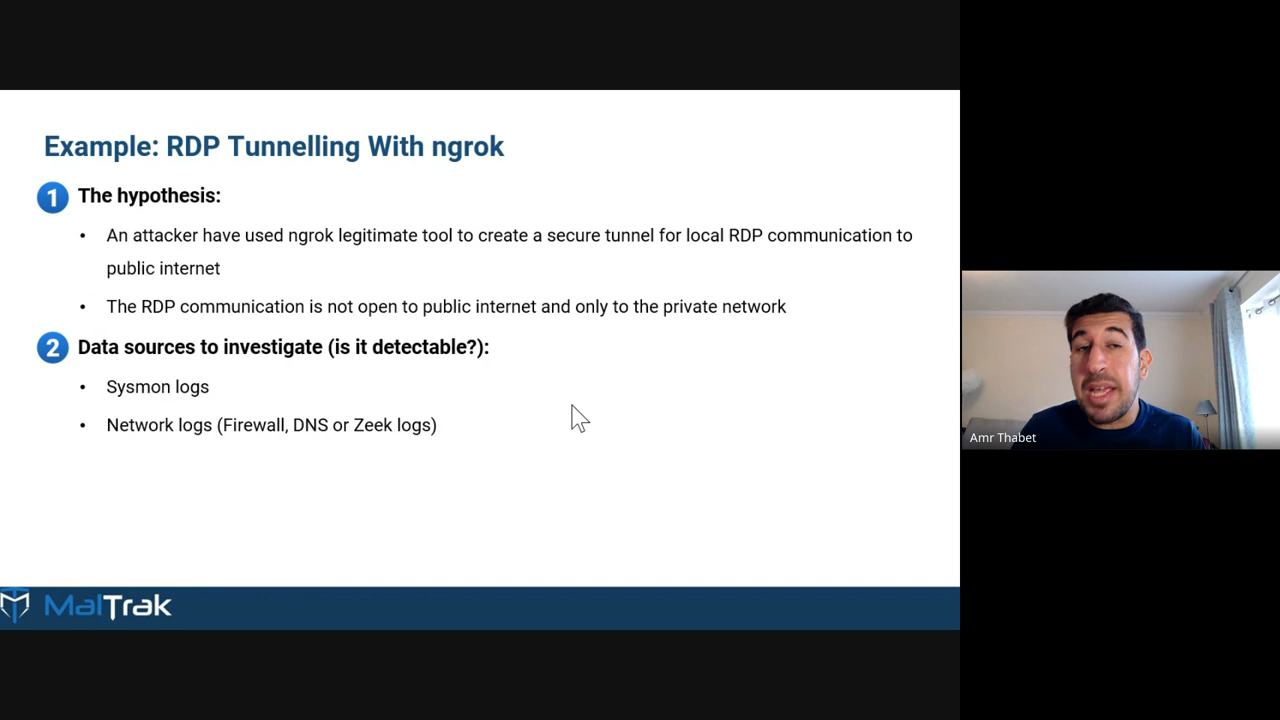 Example: RDP Tunnelling With ngrok
1 The hypothesis:
• An attacker have used ngrok legitimate tool to create a secure tunnel for local RDP communication to
public internet
• The RDP communication is not open to public internet and only to the private network
2 Data sources to investigate (is it detectable?):
• Sysmon logs
• Network logs (Firewall, DNS or Zeek logs)
Amr Thabet
MalTrak